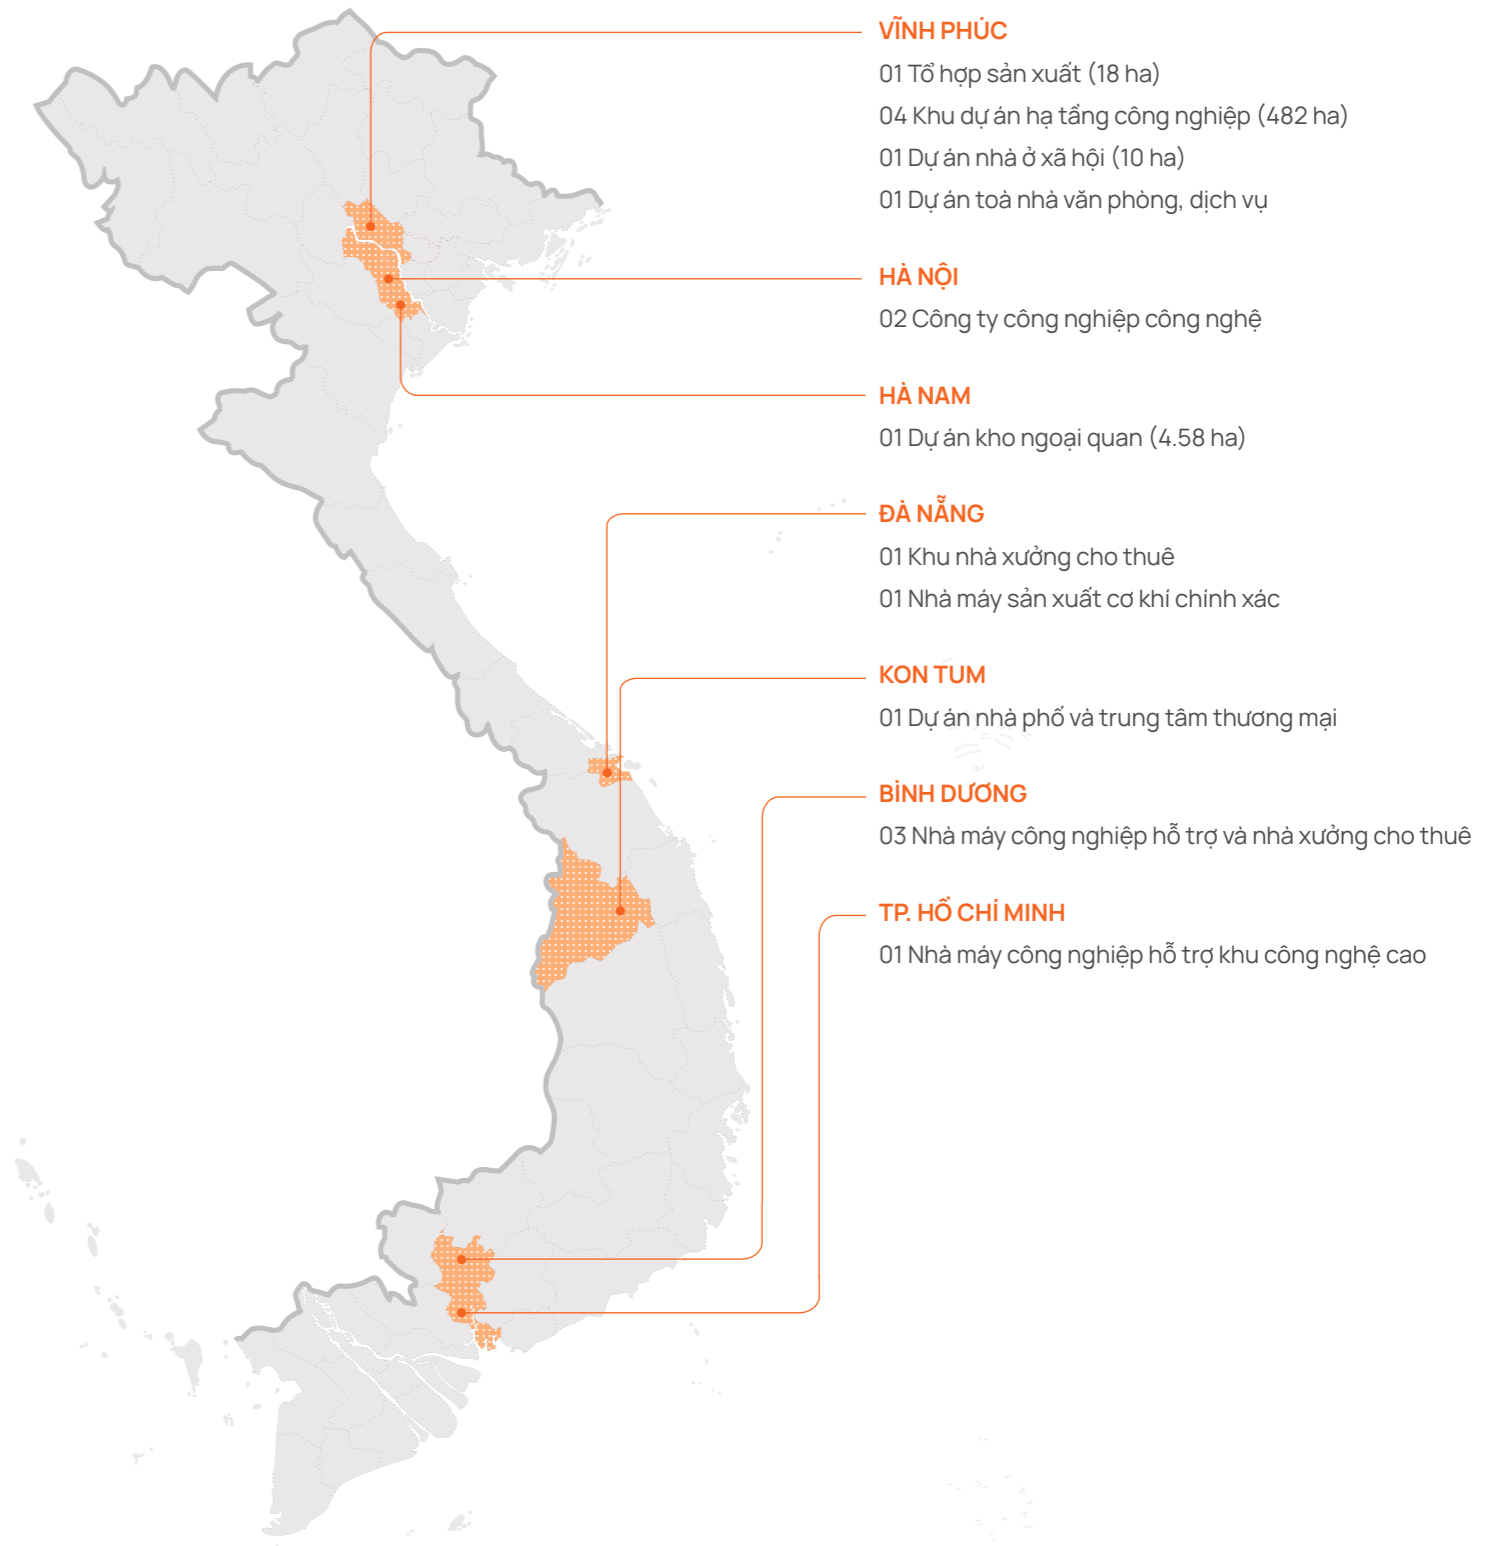 VĨNH PHÚC
01 Tổ hợp sản xuất (18 ha)
04 Khu dự án hạ tầng công nghiệp (482 ha)
01 Dự án nhà ở xã hội (10 ha)
01 Dự án toà nhà văn phòng, dịch vụ
HÀ NỘI
02 Công ty công nghiệp công nghệ
HÀ NAM
01 Dự án kho ngoại quan (4.58 ha)
ĐÀ NẴNG
01 Khu nhà xưởng cho thuê
01 Nhà máy sản xuất cơ khí chính xác
KON TUM
01 Dự án nhà phố và trung tâm thương mại
BÌNH DƯƠNG
03 Nhà máy công nghiệp hỗ trợ và nhà xưởng cho thuê
TP. HỒ CHÍ MINH
01 Nhà máy công nghiệp hỗ trợ khu công nghệ cao